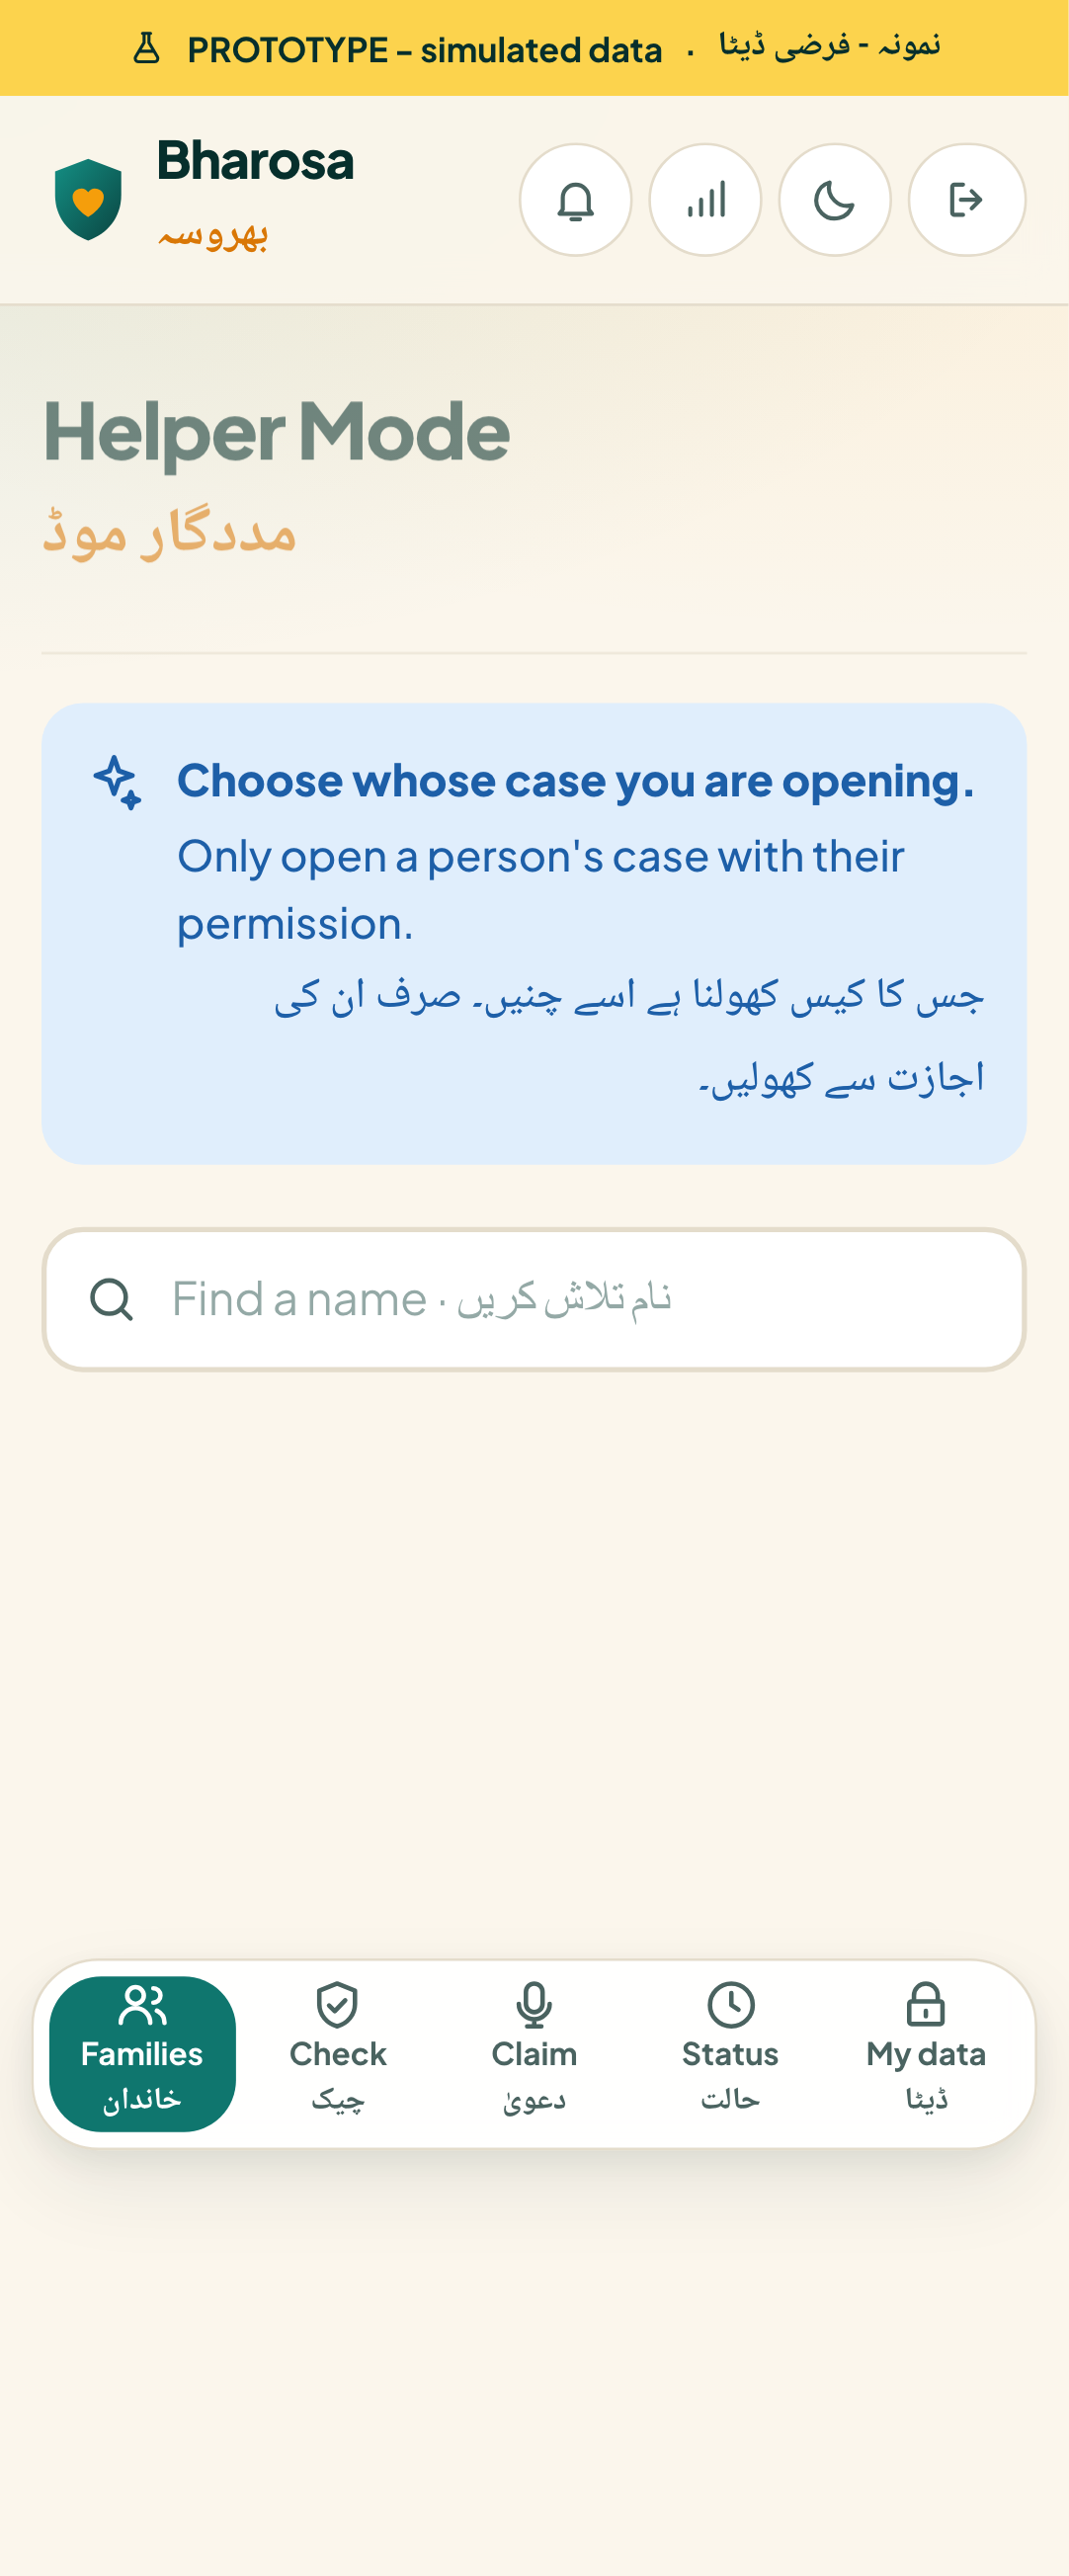 PROTOTYPE – simulated data · نمونہ - فرضی ڈیٹا
Bharosa
بھروسہ
Helper Mode
مددگار موڈ
Choose whose case you are opening.
Only open a person's case with their
permission.
جس کا کیس کھولنا ہے اسے چنیں۔ صرف ان کی
اجازت سے کھولیں۔
Find a name · نام تلاش کریں
Families
خاندان
Check
چیک
Claim
دعویٰ
Status
حالت
My data
ڈیٹا